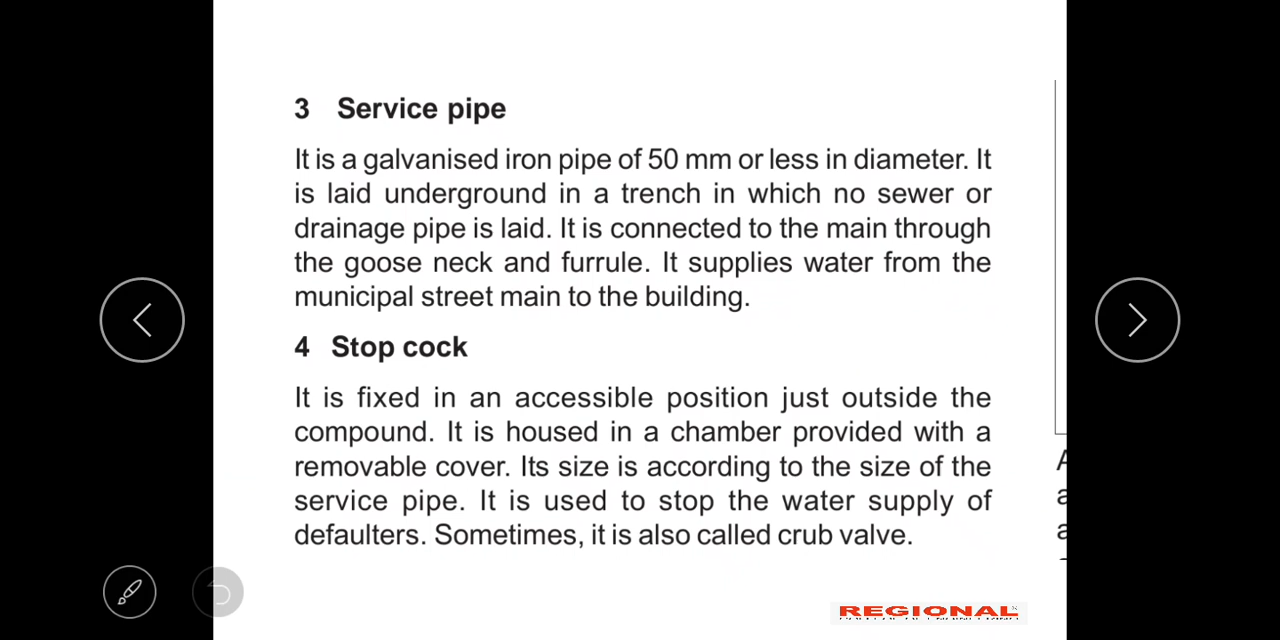 3 Service pipe
It is a galvanised iron pipe of 50 mm or less in diameter. It
is laid underground in a trench in which no sewer or
drainage pipe is laid. It is connected to the main through
the goose neck and furrule. It supplies water from the
municipal street main to the building.
4 Stop cock
It is fixed in an accessible position just outside the
compound. It is housed in a chamber provided with a
removable cover. Its size is according to the size of the
service pipe. It is used to stop the water supply of
defaulters. Sometimes, it is also called crub valve.
REGIONAL